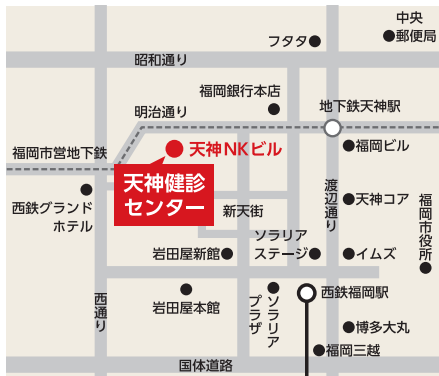 中央
郵便局
フタタ
昭和通り
福岡銀行本店
明治通り
地下鉄天神駅
福岡市営地下鉄
天神NKビル
福岡ビル
天神健診
センター
渡辺通り
天神コア
西鉄グランド
ホテル
新天街
福岡市役所
ソラリア
ステージ
岩田屋新館
イムズ
西通り
岩田屋本館
ソラリア
プラザ
西鉄福岡駅
博多大丸
福岡三越
国体道路